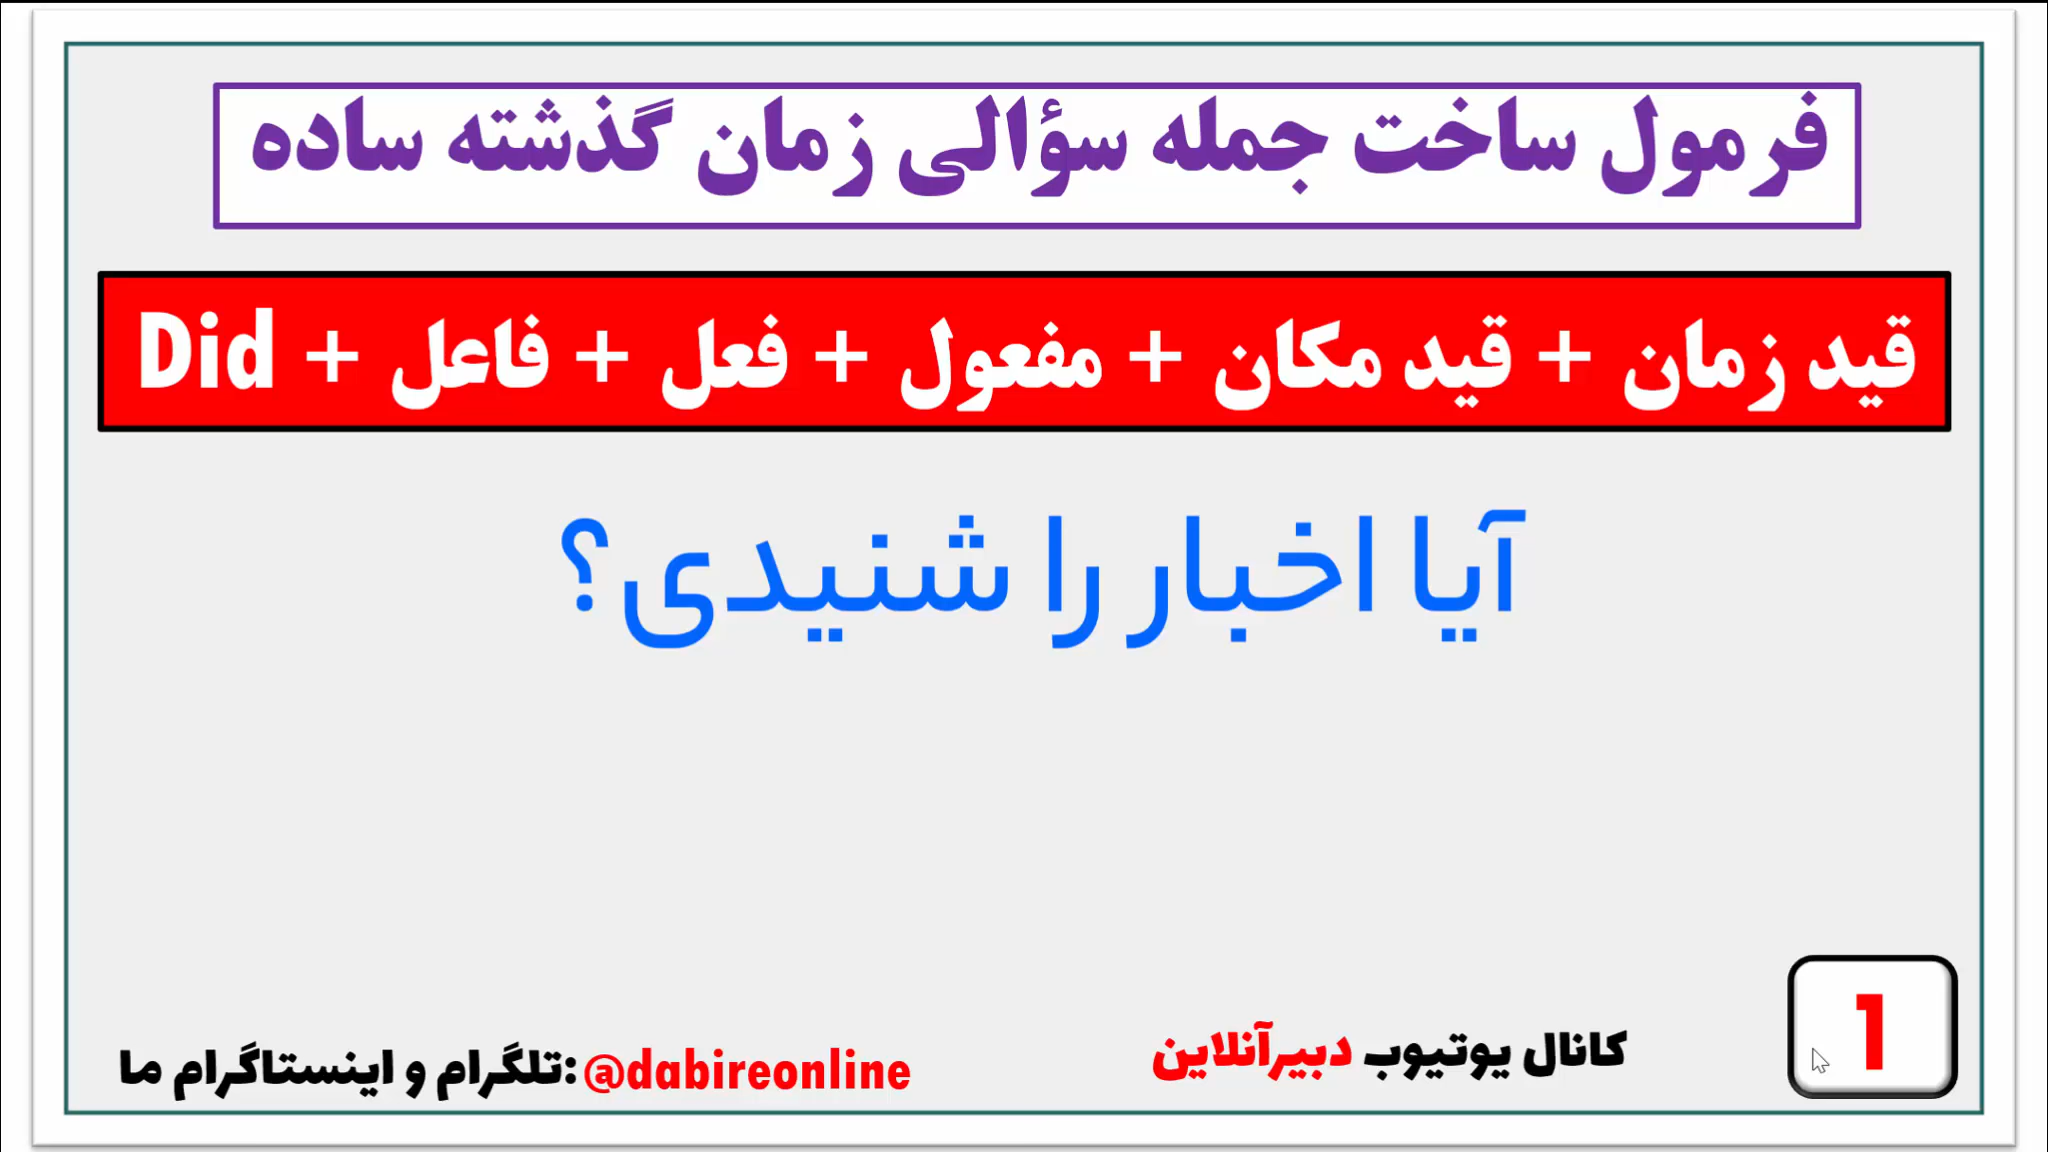 فرمول ساخت جمله سؤالی زمان گذشته ساده
Did + فاعل + فعل + مفعول + قید مکان + قید زمان
آیا اخبار را شنیدی؟
1
کانال یوتیوب دبیرآنلاین
تلگرام و اینستاگرام ما: @dabireonline